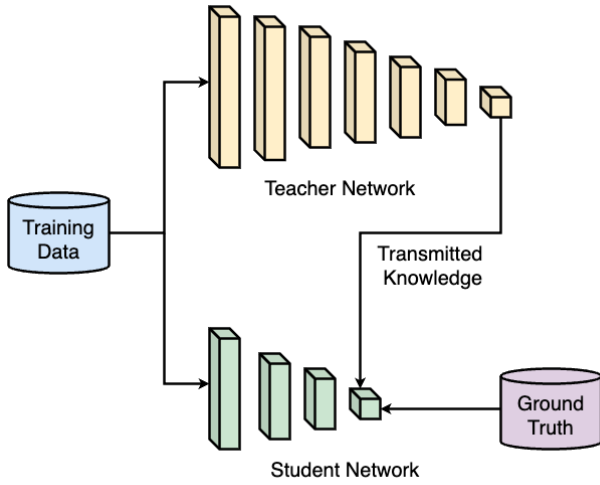 Teacher Network
Training
Data
Transmitted
Knowledge
Ground
Truth
Student Network